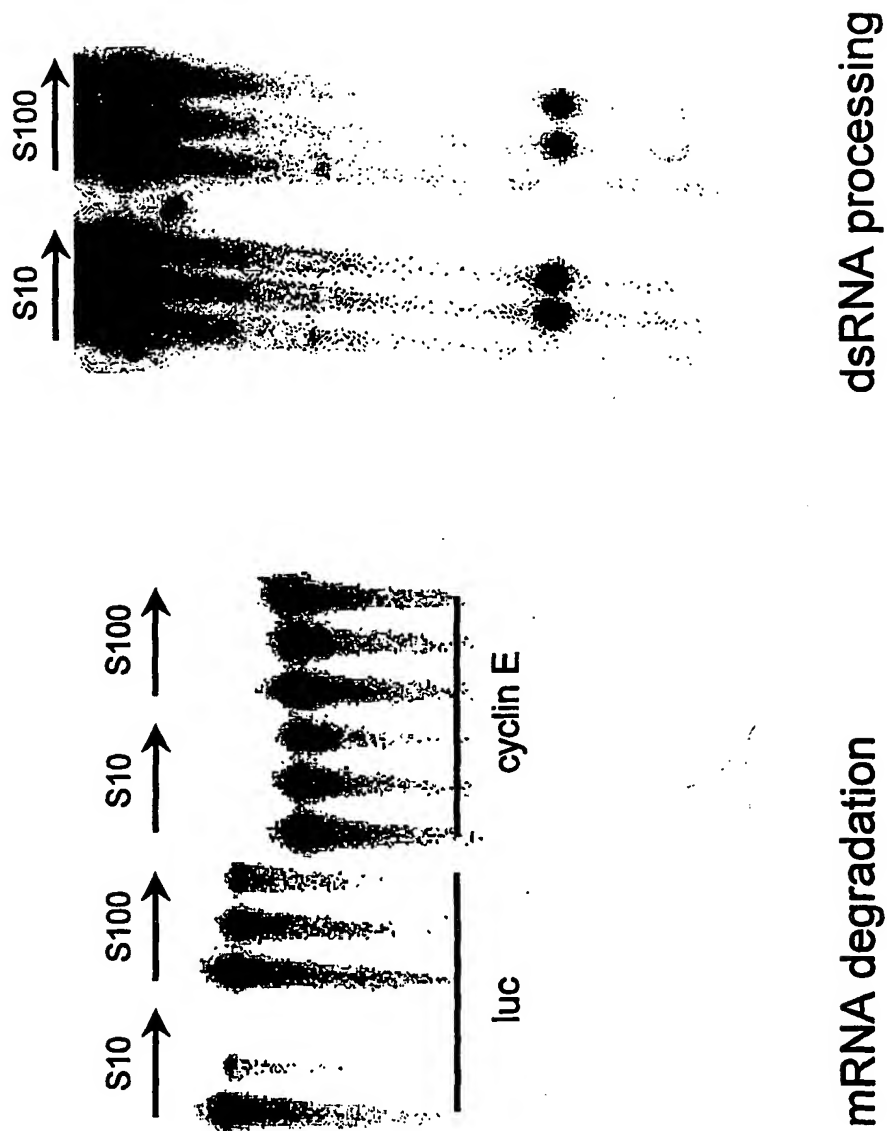 S10
S100
S10
S100
luc
cyclin E
mRNA degradation
S10
S100
dsRNA processing